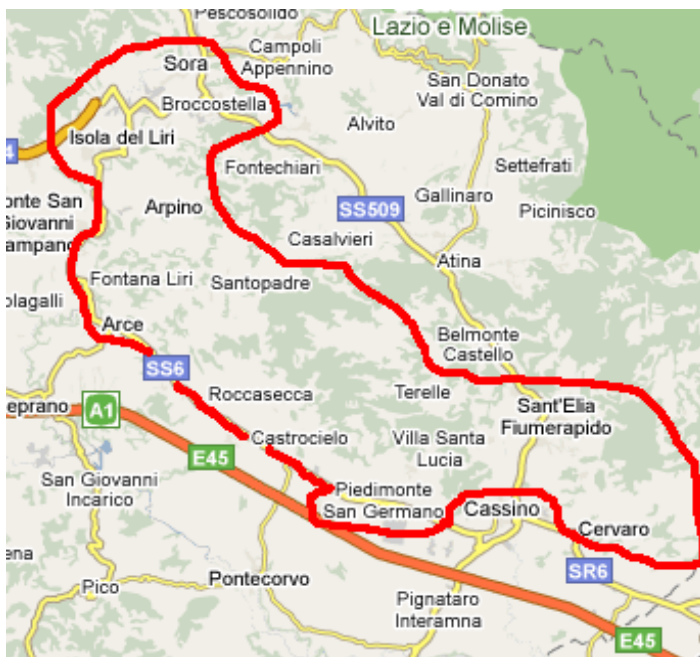 Pescosolido
Lazio e Molise
Campoli
Appennino
Sora
San Donato
Val di Comino
Broccostella
Alvito
4
Isola del Liri
Fontechiari
Settefrati
onte San
Giovanni
ampano
Arpino
SS509
Gallinaro
Picinisco
Casalvieri
Atina
Fontana Liri
Santopadre
olagalli
Arce
Belmonte
Castello
SS6
Roccasecca
Terelle
eprano
A1
Sant'Elia
Fiumerapido
Castrocielo
Villa Santa
Lucia
E45
San Giovanni
Incarico
Piedimonte
San Germano
Cassino
Cervaro
ena
Pico
Pontecorvo
SR6
Pignataro
Interamna
E45